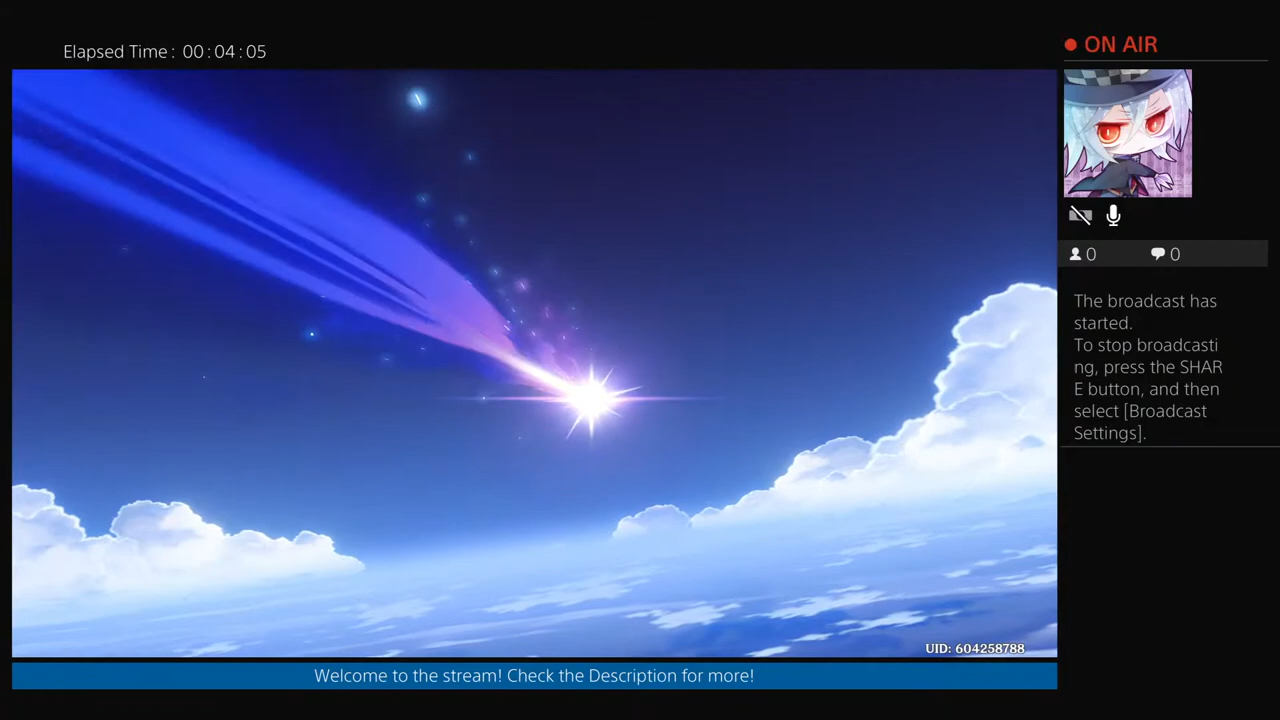 Elapsed Time: 00:04:05
ON AIR
0 0
The broadcast has
started.
To stop broadcasti
ng, press the SHAR
E button, and then
select [Broadcast
Settings].
UID: 604258788
Welcome to the stream! Check the Description for more!